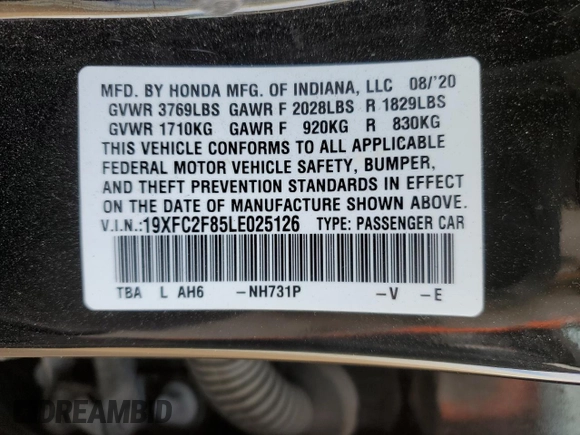 MFD. BY HONDA MFG. OF INDIANA, LLC 08/'20
GVWR 3769LBS GAWR F 2028LBS R 1829LBS
GVWR 1710KG GAWR F 920KG R 830KG
THIS VEHICLE CONFORMS TO ALL APPLICABLE
FEDERAL MOTOR VEHICLE SAFETY, BUMPER,
AND THEFT PREVENTION STANDARDS IN EFFECT
ON THE DATE OF MANUFACTURE SHOWN ABOVE.
V.I.N.:19XFC2F85LE025126 TYPE: PASSENGER CAR
TBA L AH6 –NH731P –V –E
DREAMBID